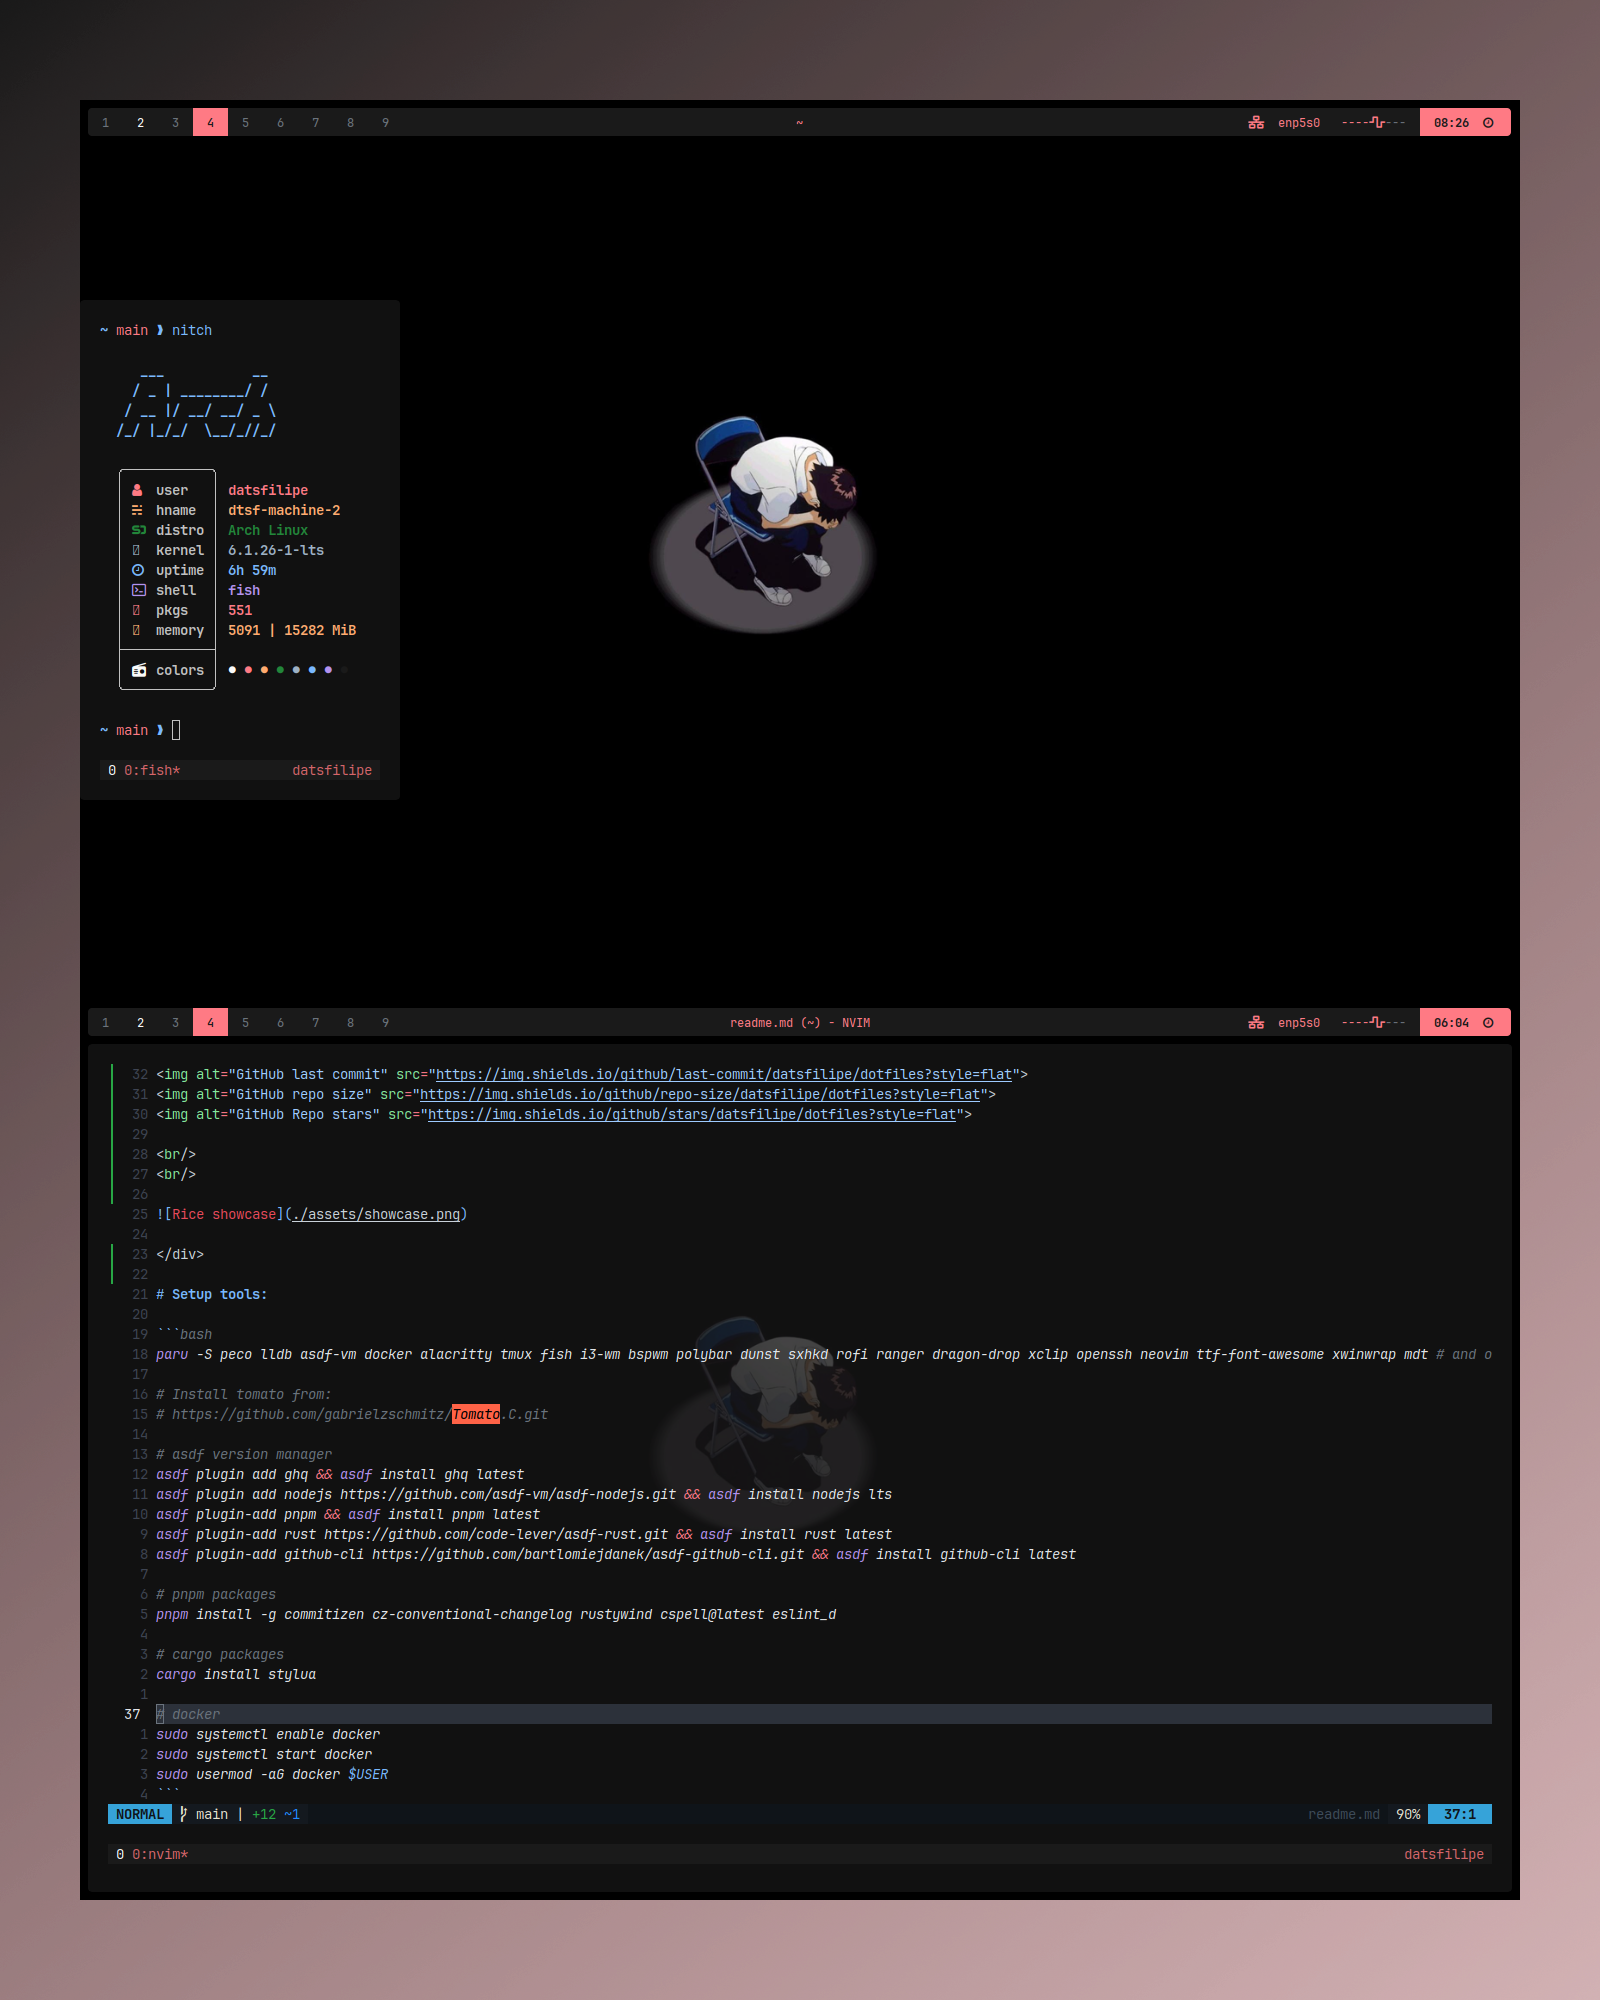 1 2 3 4 5 6 7 8 9 ~ enp5s0 08:26
~ main ❱ nitch
user datsfilipe
hname dtsf-machine-2
distro Arch Linux
kernel 6.1.26-1-lts
uptime 6h 59m
shell fish
pkgs 551
memory 5091 | 15282 MiB
colors
~ main ❱
0 0:fish* datsfilipe
1 2 3 4 5 6 7 8 9 readme.md (~) - NVIM enp5s0 06:04
32 <img alt="GitHub last commit" src="https://img.shields.io/github/last-commit/datsfilipe/dotfiles?style=flat">
31 <img alt="GitHub repo size" src="https://img.shields.io/github/repo-size/datsfilipe/dotfiles?style=flat">
30 <img alt="GitHub Repo stars" src="https://img.shields.io/github/stars/datsfilipe/dotfiles?style=flat">
29
28 <br/>
27 <br/>
26
25 ![Rice showcase](./assets/showcase.png)
24
23 </div>
22
21 # Setup tools:
20
19 ```bash
18 paru -S peco lldb asdf-vm docker alacritty tmux fish i3-wm bspwm polybar dunst sxhkd rofi ranger dragon-drop xclip openssh neovim ttf-font-awesome xwinwrap mdt # and o
17
16 # Install tomato from:
15 # https://github.com/gabrielzschmitz/Tomato.C.git
14
13 # asdf version manager
12 asdf plugin add ghq && asdf install ghq latest
11 asdf plugin add nodejs https://github.com/asdf-vm/asdf-nodejs.git && asdf install nodejs lts
10 asdf plugin-add pnpm && asdf install pnpm latest
9 asdf plugin-add rust https://github.com/code-lever/asdf-rust.git && asdf install rust latest
8 asdf plugin-add github-cli https://github.com/bartlomiejdanek/asdf-github-cli.git && asdf install github-cli latest
7
6 # pnpm packages
5 pnpm install -g commitizen cz-conventional-changelog rustywind cspell@latest eslint_d
4
3 # cargo packages
2 cargo install stylua
1
37 # docker
1 sudo systemctl enable docker
2 sudo systemctl start docker
3 sudo usermod -aG docker $USER
4 ```
NORMAL main | +12 ~1 readme.md 90% 37:1
0 0:nvim* datsfilipe